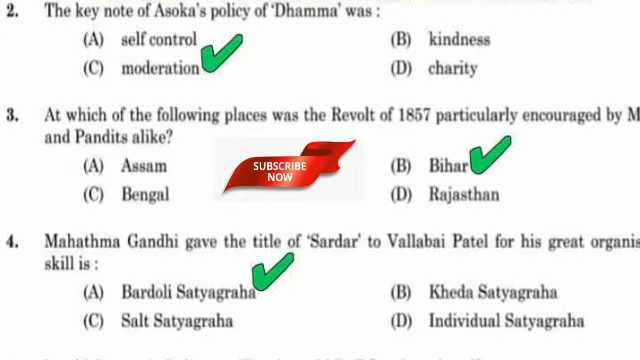 2. The key note of Asoka's policy of 'Dhamma' was :
(A) self control (B) kindness
(C) moderation (D) charity
3. At which of the following places was the Revolt of 1857 particularly encouraged by M
and Pandits alike?
(A) Assam (B) Bihar
SUBSCRIBE
NOW
(C) Bengal (D) Rajasthan
4. Mahathma Gandhi gave the title of 'Sardar' to Vallabai Patel for his great organis
skill is :
(A) Bardoli Satyagraha (B) Kheda Satyagraha
(C) Salt Satyagraha (D) Individual Satyagraha